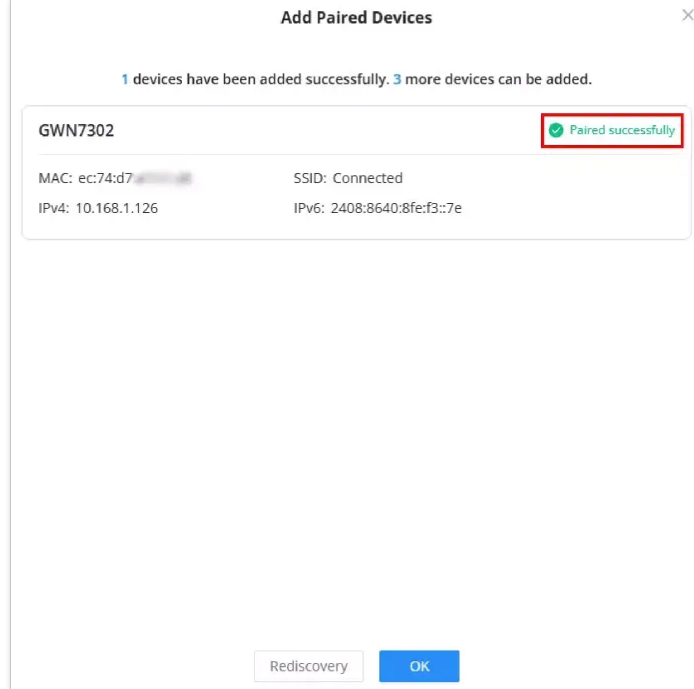 Add Paired Devices
1 devices have been added successfully. 3 more devices can be added.
GWN7302
Paired successfully
MAC: ec:74:d7
SSID: Connected
IPv4: 10.168.1.126
IPv6: 2408:8640:8fe:f3::7e
Rediscovery
OK